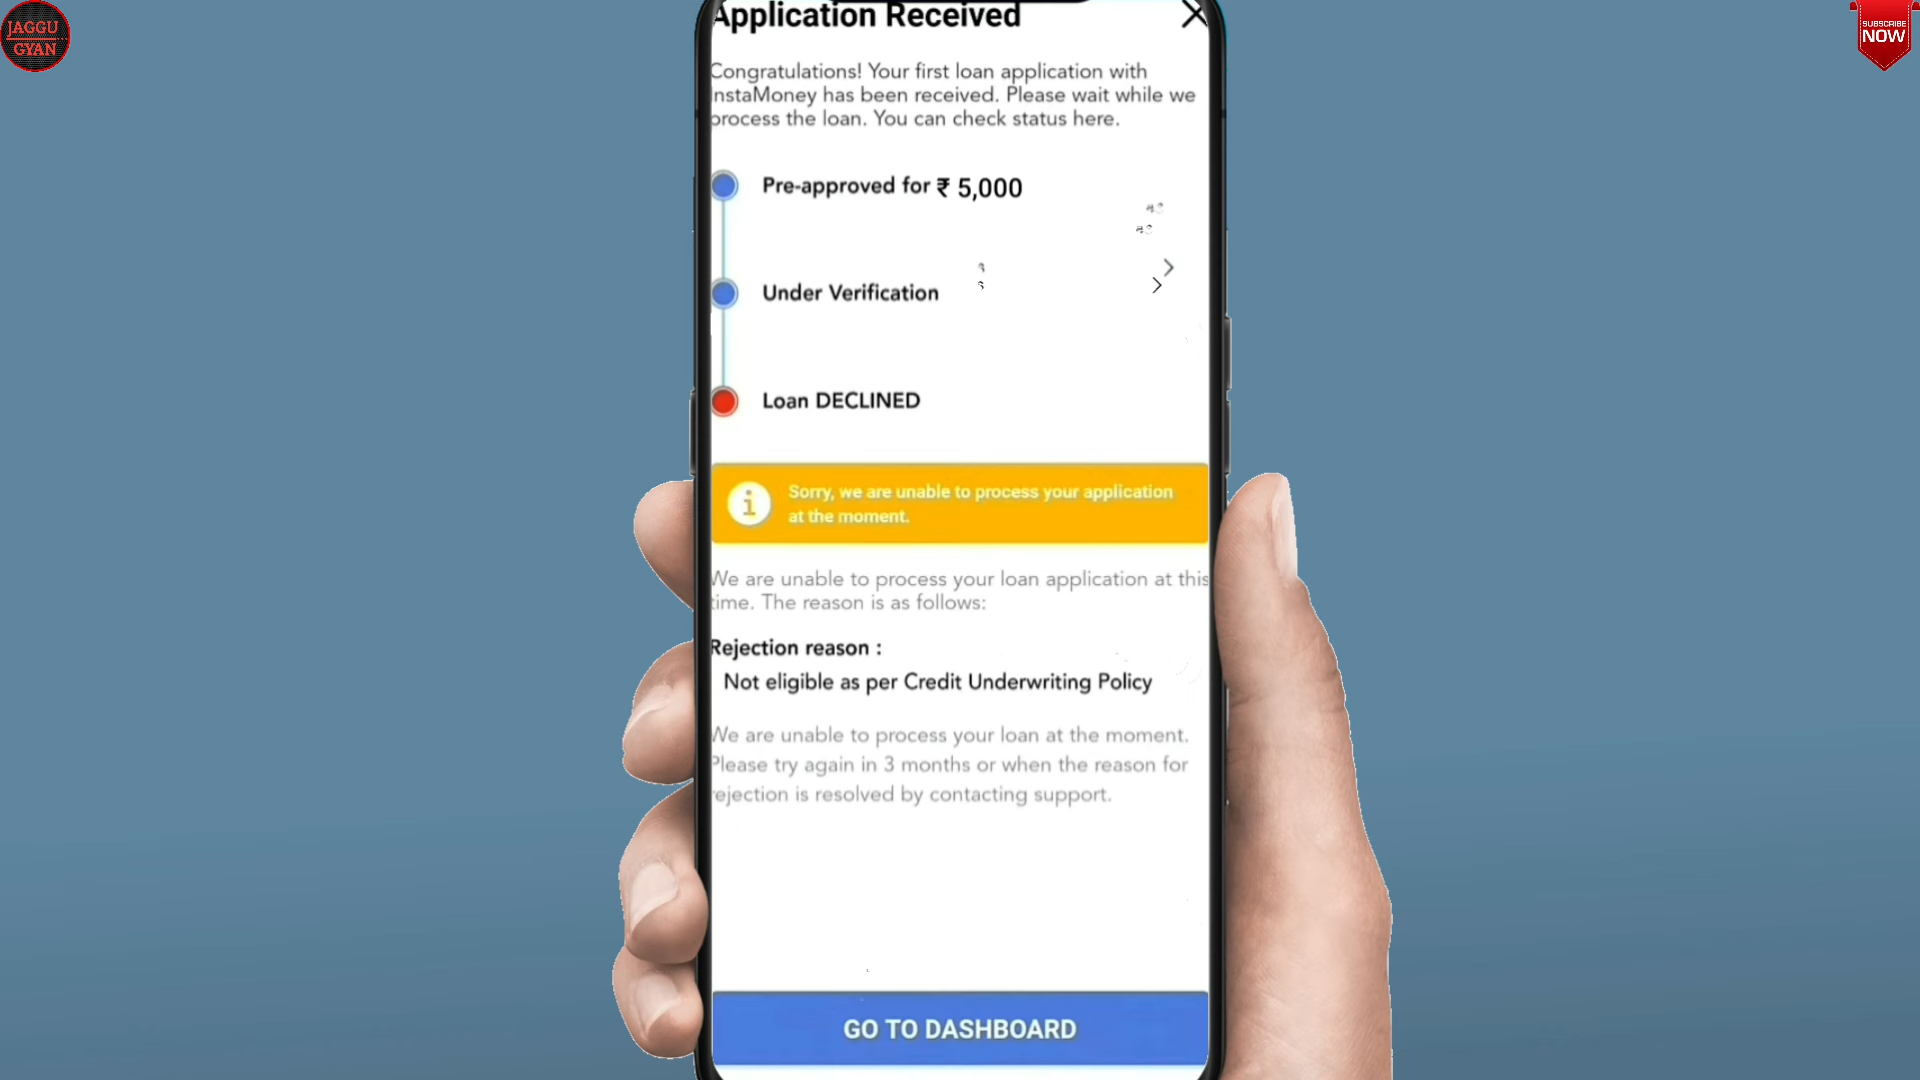 JAGGU
GYAN
SUBSCRIBE
NOW
Application Received
Congratulations! Your first loan application with
InstaMoney has been received. Please wait while we
process the loan. You can check status here.
Pre-approved for ₹ 5,000
Under Verification
Loan DECLINED
Sorry, we are unable to process your application
at the moment.
We are unable to process your loan application at this
time. The reason is as follows:
Rejection reason :
Not eligible as per Credit Underwriting Policy
We are unable to process your loan at the moment.
Please try again in 3 months or when the reason for
rejection is resolved by contacting support.
GO TO DASHBOARD